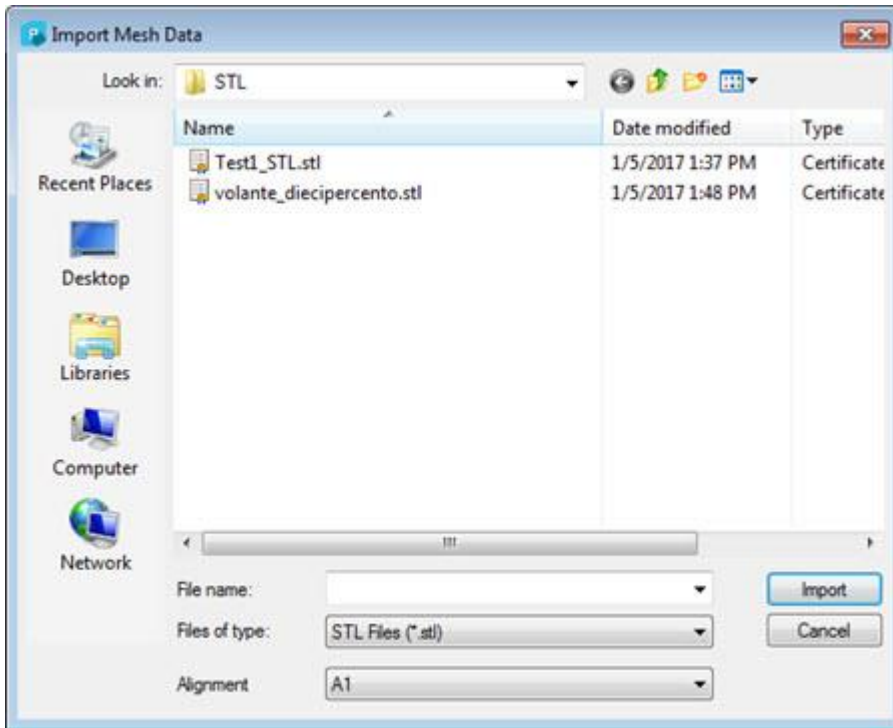 Import Mesh Data
Look in: STL
Name Date modified Type
Test1_STL.stl 1/5/2017 1:37 PM Certificate
volante_diecipercento.stl 1/5/2017 1:48 PM Certificate
Recent Places
Desktop
Libraries
Computer
Network
File name: Import
Files of type: STL Files (*.stl) Cancel
Alignment A1